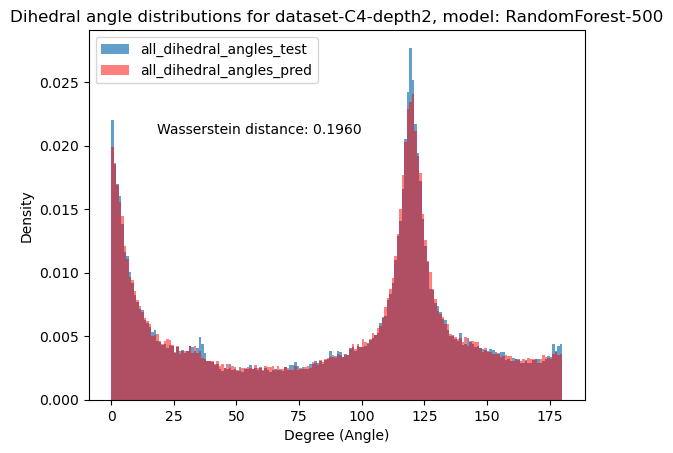 Dihedral angle distributions for dataset-C4-depth2, model: RandomForest-500
all_dihedral_angles_test
all_dihedral_angles_pred
Wasserstein distance: 0.1960
Density
0.025
0.020
0.015
0.010
0.005
0.000
0
25
50
75
100
125
150
175
Degree (Angle)